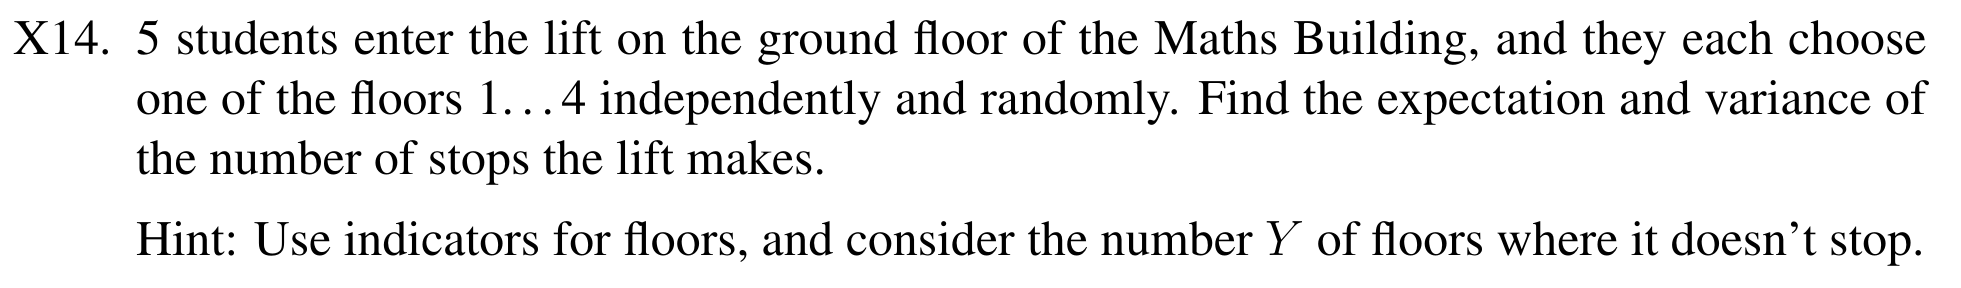 X14. 5 students enter the lift on the ground floor of the Maths Building, and they each choose
one of the floors 1...4 independently and randomly. Find the expectation and variance of
the number of stops the lift makes.
Hint: Use indicators for floors, and consider the number Y of floors where it doesn't stop.